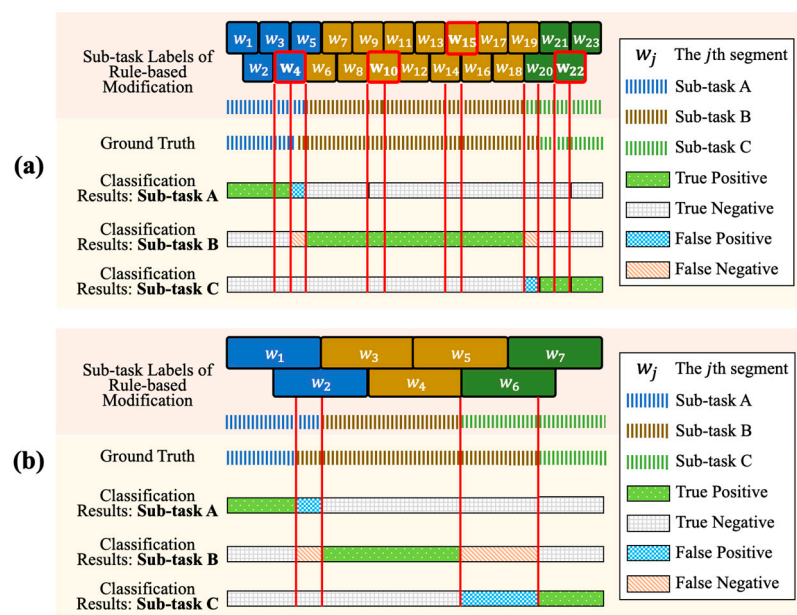 (a)
Sub-task Labels of
Rule-based
Modification
w1 w3 w5 w7 w9 w11 w13 w15 w17 w19 w21 w23
w2 w4 w6 w8 w10 w12 w14 w16 w18 w20 w22
Ground Truth
Classification
Results: Sub-task A
Classification
Results: Sub-task B
Classification
Results: Sub-task C
wj The jth segment
Sub-task A
Sub-task B
Sub-task C
True Positive
True Negative
False Positive
False Negative
(b)
Sub-task Labels of
Rule-based
Modification
w1 w3 w5 w7
w2 w4 w6
Ground Truth
Classification
Results: Sub-task A
Classification
Results: Sub-task B
Classification
Results: Sub-task C
wj The jth segment
Sub-task A
Sub-task B
Sub-task C
True Positive
True Negative
False Positive
False Negative